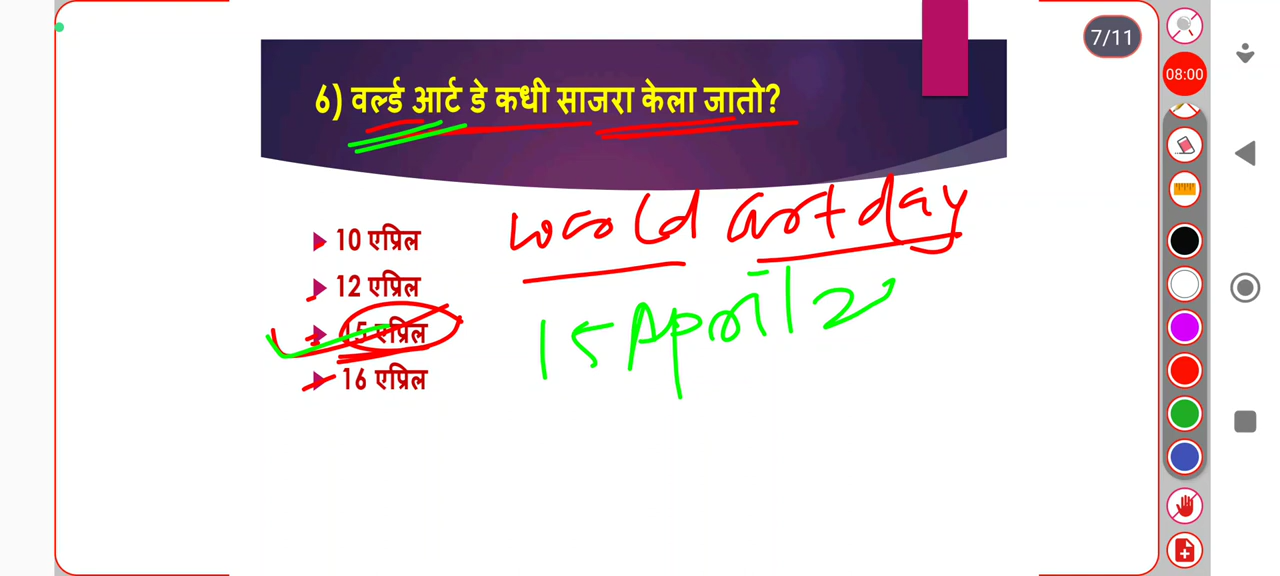 7/11
08:00
6) वर्ल्ड आर्ट डे कधी साजरा केला जातो?
10 एप्रिल
12 एप्रिल
15 एप्रिल
16 एप्रिल
world art day
15 April 2